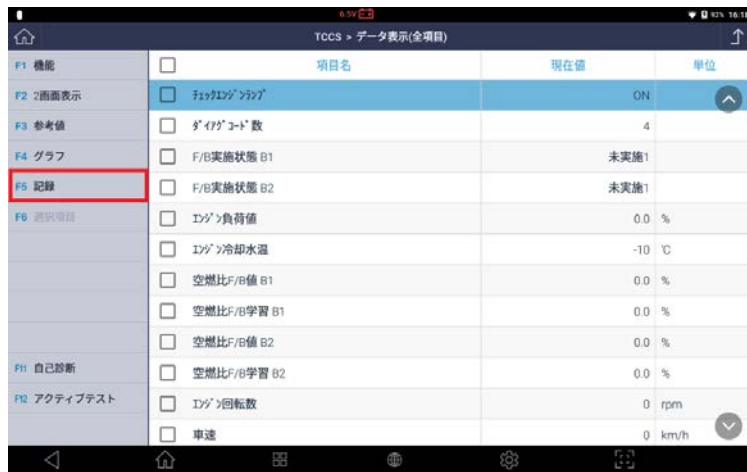 6.5V
92% 16:18
TCCS > データ表示(全項目)
F1 機能
F2 2画面表示
F3 参考値
F4 グラフ
F5 記録
F6 選択項目
F11 自己診断
F12 アクティブテスト
項目名 現在値 単位
ﾁｪｯｸｴﾝｼﾞﾝﾗﾝﾌﾟ ON
ﾀﾞｲｱｸﾞｺｰﾄﾞ数 4
F/B実施状態 B1 未実施1
F/B実施状態 B2 未実施1
ｴﾝｼﾞﾝ負荷値 0.0 %
ｴﾝｼﾞﾝ冷却水温 -10 ℃
空燃比F/B値 B1 0.0 %
空燃比F/B学習 B1 0.0 %
空燃比F/B値 B2 0.0 %
空燃比F/B学習 B2 0.0 %
ｴﾝｼﾞﾝ回転数 0 rpm
車速 0 km/h